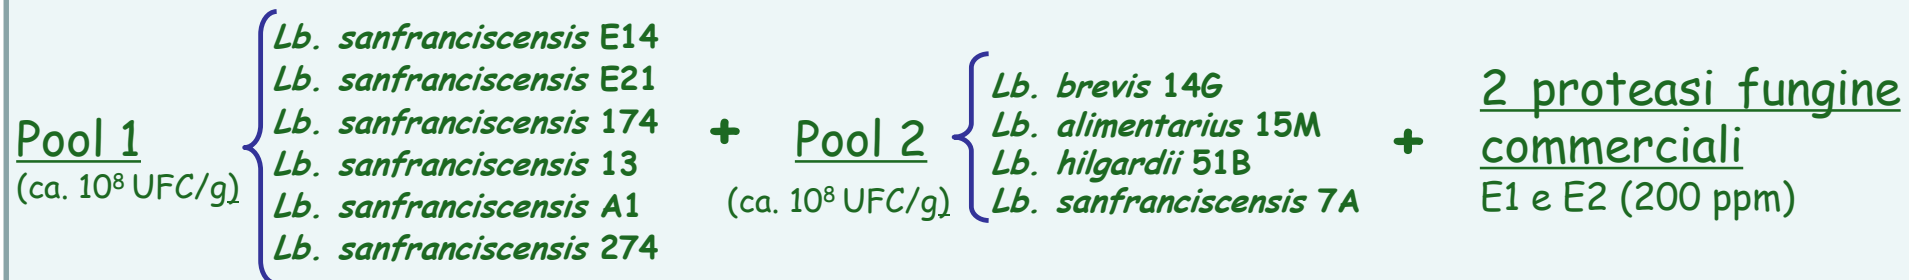 Pool 1
(ca. 10⁸ UFC/g)
Lb. sanfranciscensis E14
Lb. sanfranciscensis E21
Lb. sanfranciscensis 174
Lb. sanfranciscensis 13
Lb. sanfranciscensis A1
Lb. sanfranciscensis 274
+
Pool 2
(ca. 10⁸ UFC/g)
Lb. brevis 14G
Lb. alimentarius 15M
Lb. hilgardii 51B
Lb. sanfranciscensis 7A
+
2 proteasi fungine
commerciali
E1 e E2 (200 ppm)